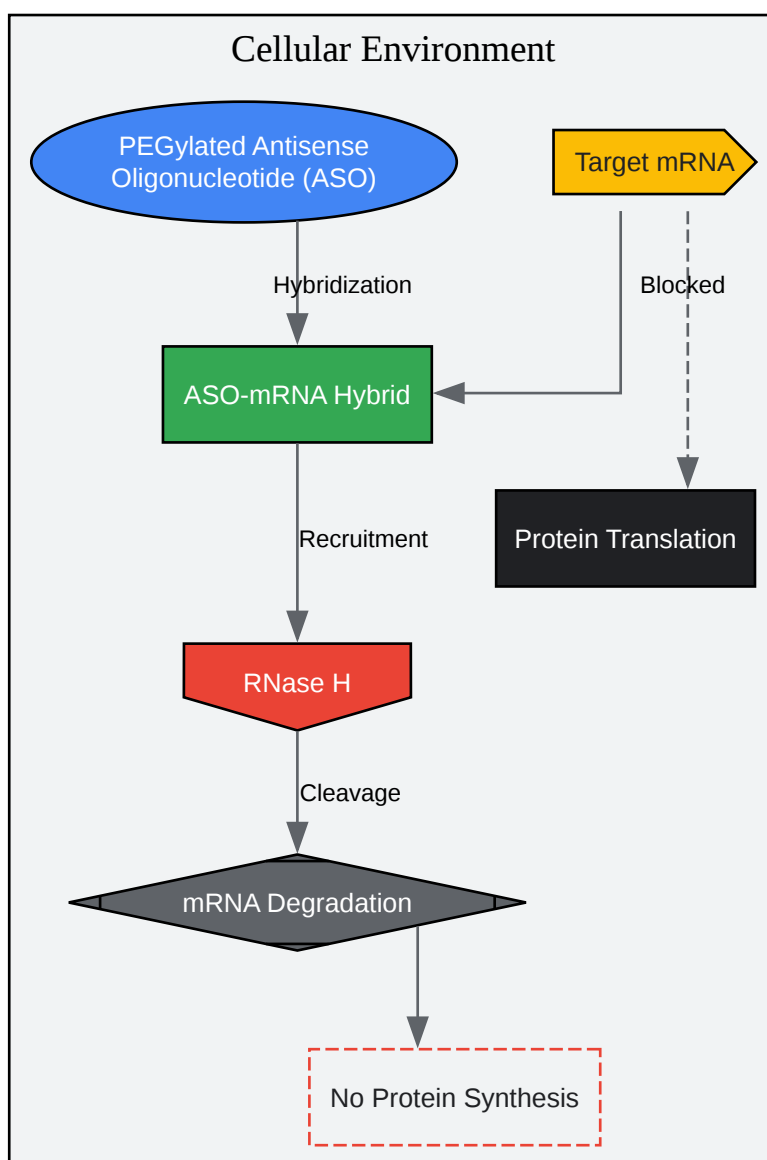 Cellular Environment
PEGylated Antisense
Oligonucleotide (ASO)
Target mRNA
Hybridization
Blocked
ASO-mRNA Hybrid
Recruitment
Protein Translation
RNase H
Cleavage
mRNA Degradation
No Protein Synthesis